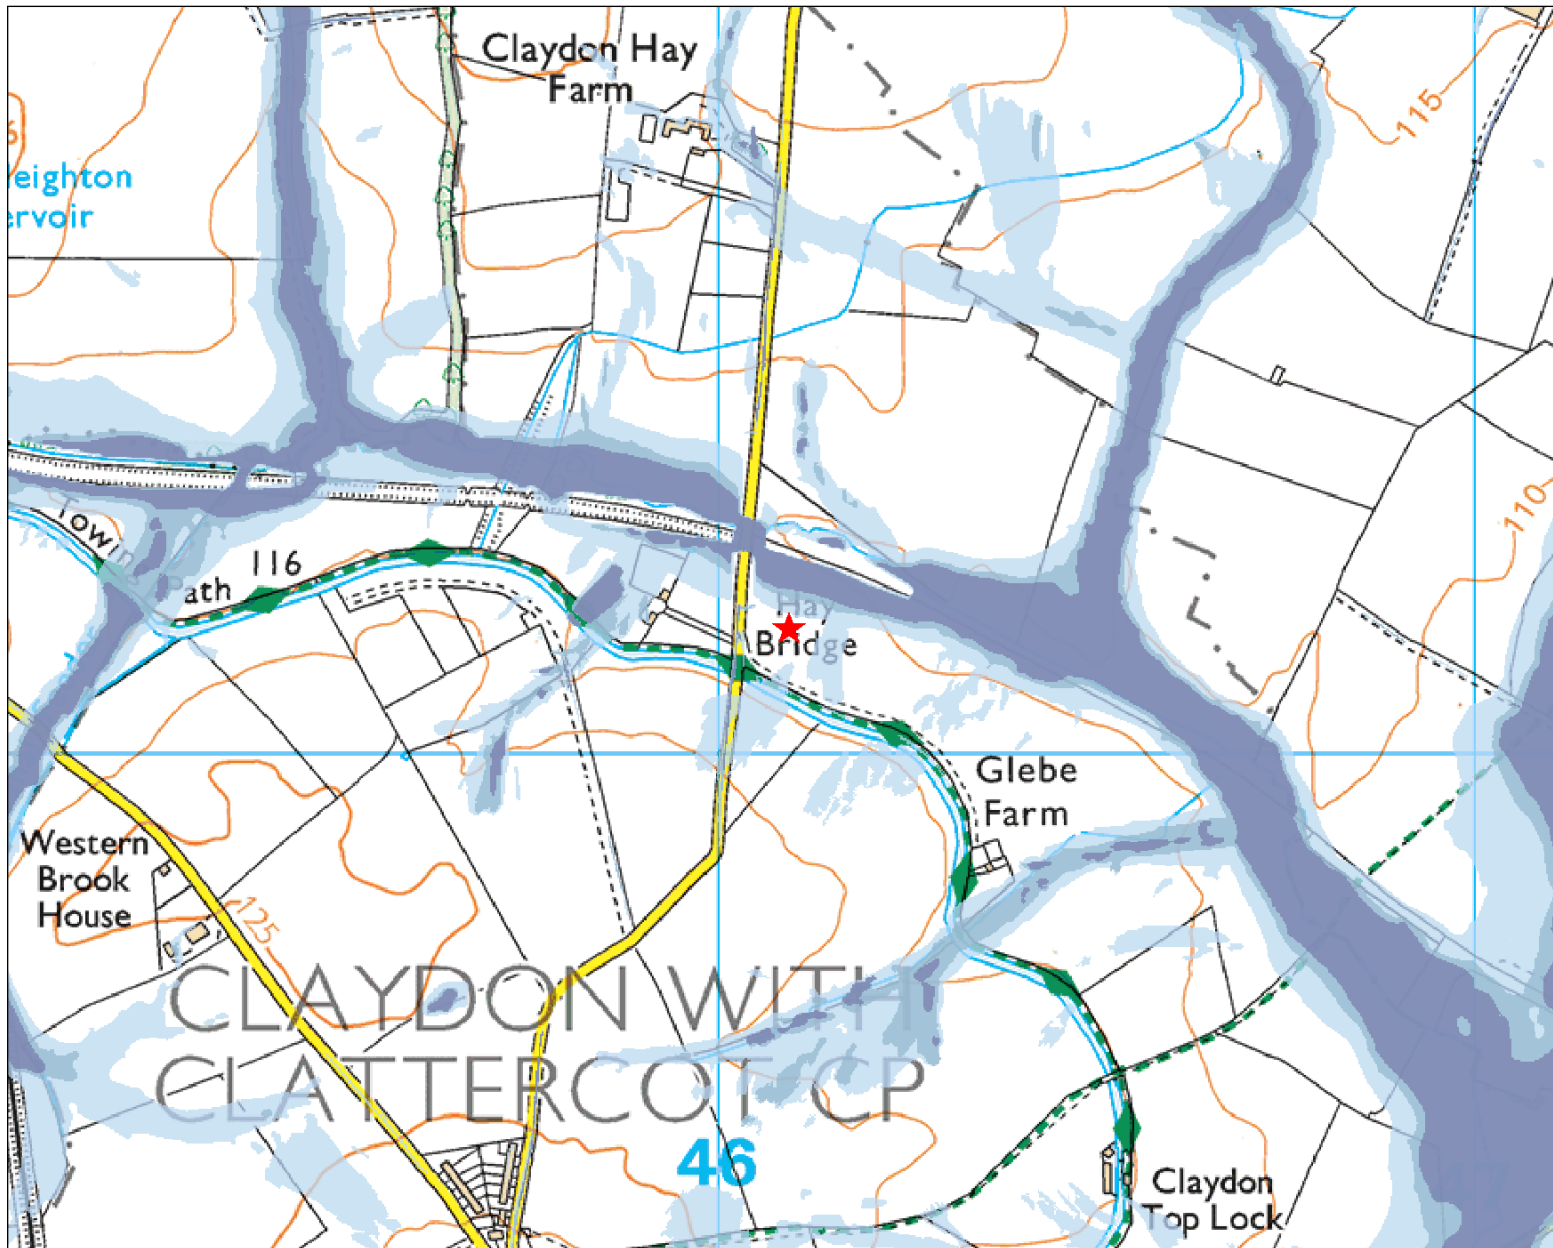 Claydon Hay
Farm
115
eighton
ervoir
110
Towing Path
116
Hay
Bridge
Glebe
Farm
Western
Brook
House
125
CLAYDON WITH
CLATTERCOT CP
46
Claydon
Top Lock